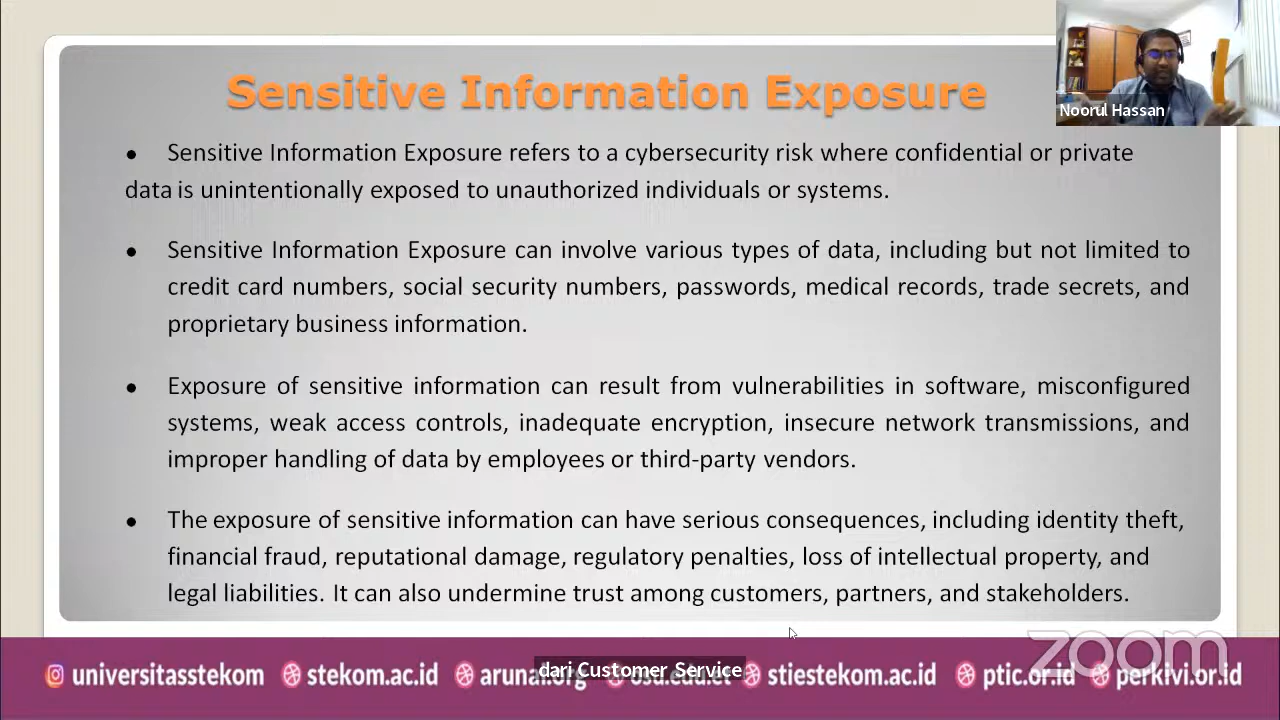 Sensitive Information Exposure
Noorul Hassan
● Sensitive Information Exposure refers to a cybersecurity risk where confidential or private
data is unintentionally exposed to unauthorized individuals or systems.
● Sensitive Information Exposure can involve various types of data, including but not limited to
credit card numbers, social security numbers, passwords, medical records, trade secrets, and
proprietary business information.
● Exposure of sensitive information can result from vulnerabilities in software, misconfigured
systems, weak access controls, inadequate encryption, insecure network transmissions, and
improper handling of data by employees or third-party vendors.
● The exposure of sensitive information can have serious consequences, including identity theft,
financial fraud, reputational damage, regulatory penalties, loss of intellectual property, and
legal liabilities. It can also undermine trust among customers, partners, and stakeholders.
zoom
universitasstekom stekom.ac.id stiestekom.ac.id ptic.or.id perkivi.or.id
dari Customer Service